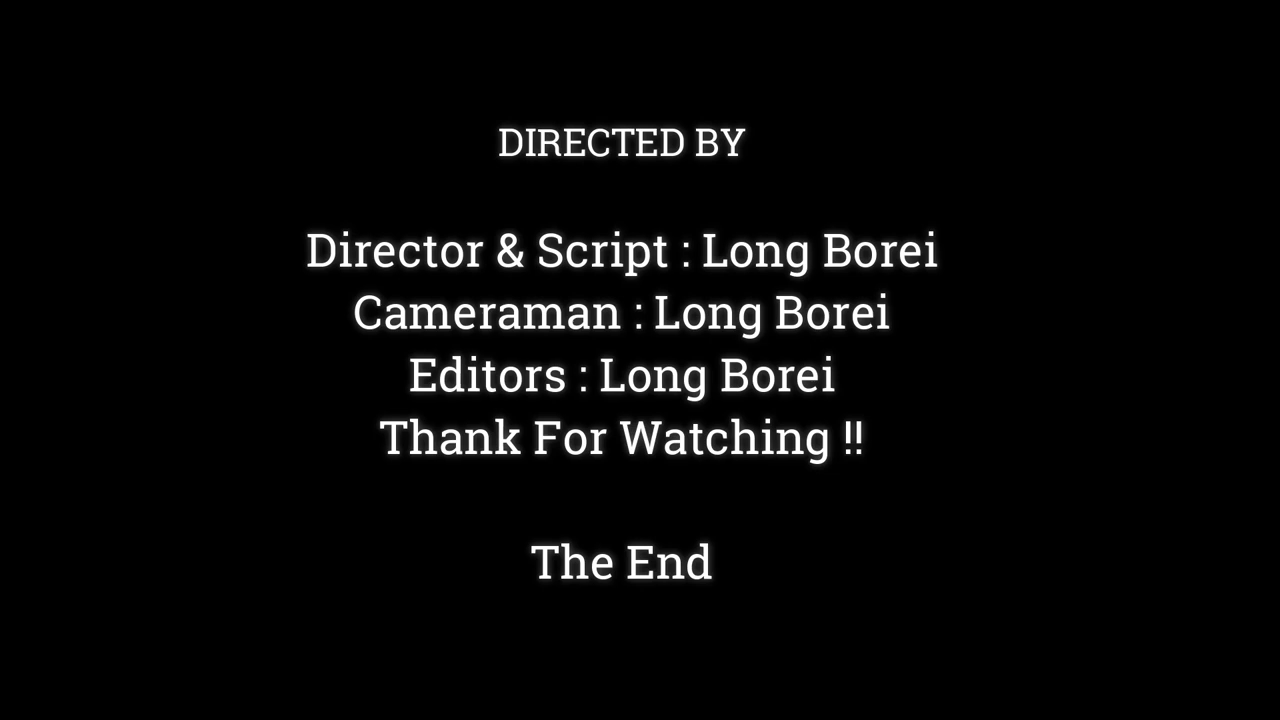 DIRECTED BY
Director & Script : Long Borei
Cameraman : Long Borei
Editors : Long Borei
Thank For Watching !!
The End